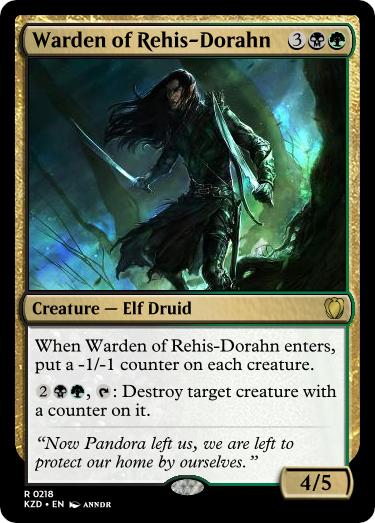 Warden of Rehis-Dorahn 3
Creature — Elf Druid
When Warden of Rehis-Dorahn enters,
put a -1/-1 counter on each creature.
2, : Destroy target creature with
a counter on it.
“Now Pandora left us, we are left to
protect our home by ourselves.”
4/5
R 0218
KZD • EN ANNDR